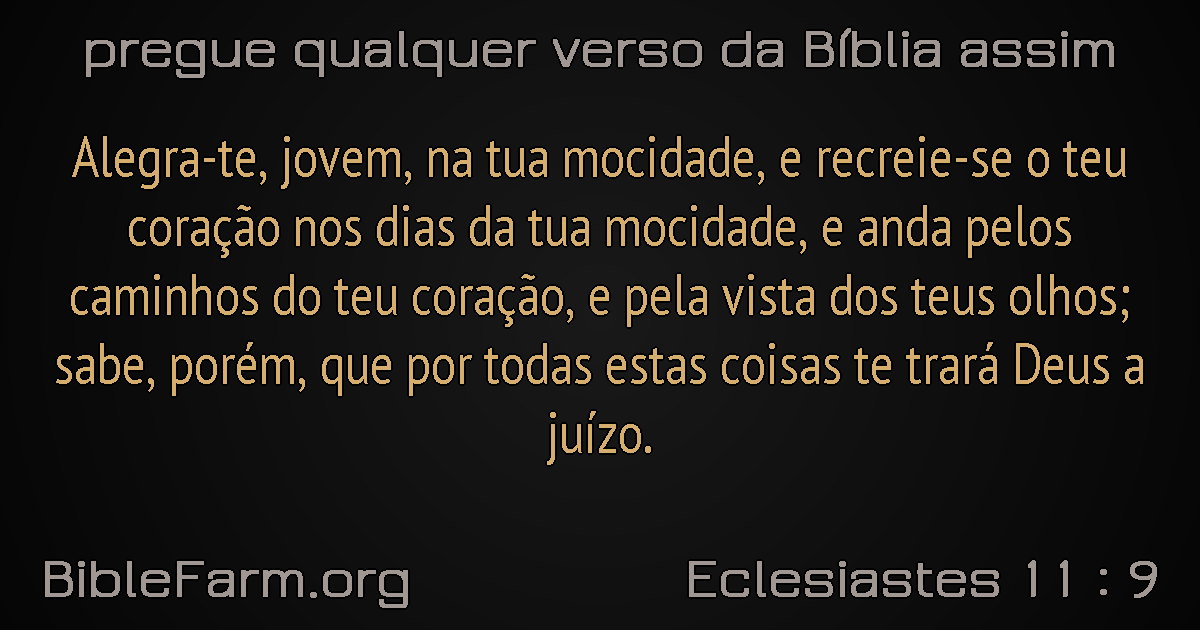 pregue qualquer verso da Bíblia assim
Alegra-te, jovem, na tua mocidade, e recreie-se o teu
coração nos dias da tua mocidade, e anda pelos
caminhos do teu coração, e pela vista dos teus olhos;
sabe, porém, que por todas estas coisas te trará Deus a
juízo.
BibleFarm.org
Eclesiastes 11 : 9